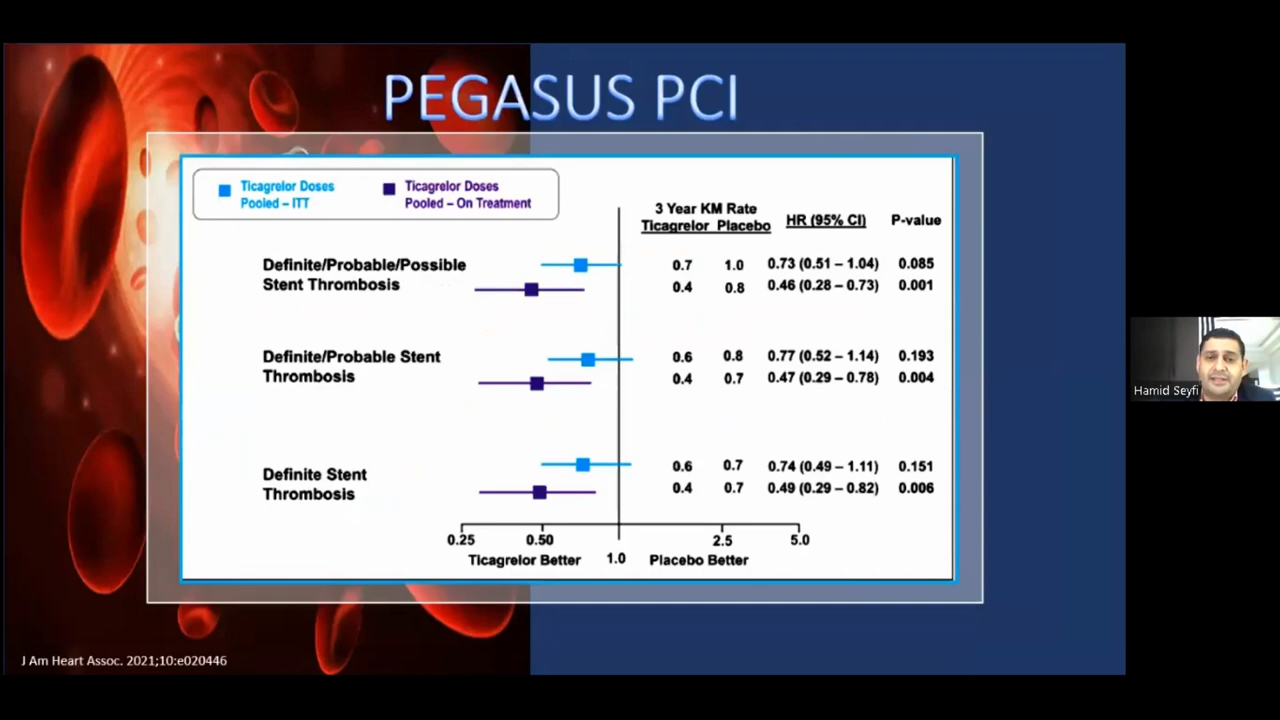 PEGASUS PCI
Ticagrelor Doses
Pooled – ITT
Ticagrelor Doses
Pooled – On Treatment
3 Year KM Rate
Ticagrelor Placebo
HR (95% CI)
P-value
Definite/Probable/Possible
Stent Thrombosis
0.7 1.0 0.73 (0.51 – 1.04) 0.085
0.4 0.8 0.46 (0.28 – 0.73) 0.001
Definite/Probable Stent
Thrombosis
0.6 0.8 0.77 (0.52 – 1.14) 0.193
0.4 0.7 0.47 (0.29 – 0.78) 0.004
Definite Stent
Thrombosis
0.6 0.7 0.74 (0.49 – 1.11) 0.151
0.4 0.7 0.49 (0.29 – 0.82) 0.006
0.25 0.50 1.0 2.5 5.0
Ticagrelor Better Placebo Better
Hamid Seyfi
J Am Heart Assoc. 2021;10:e020446